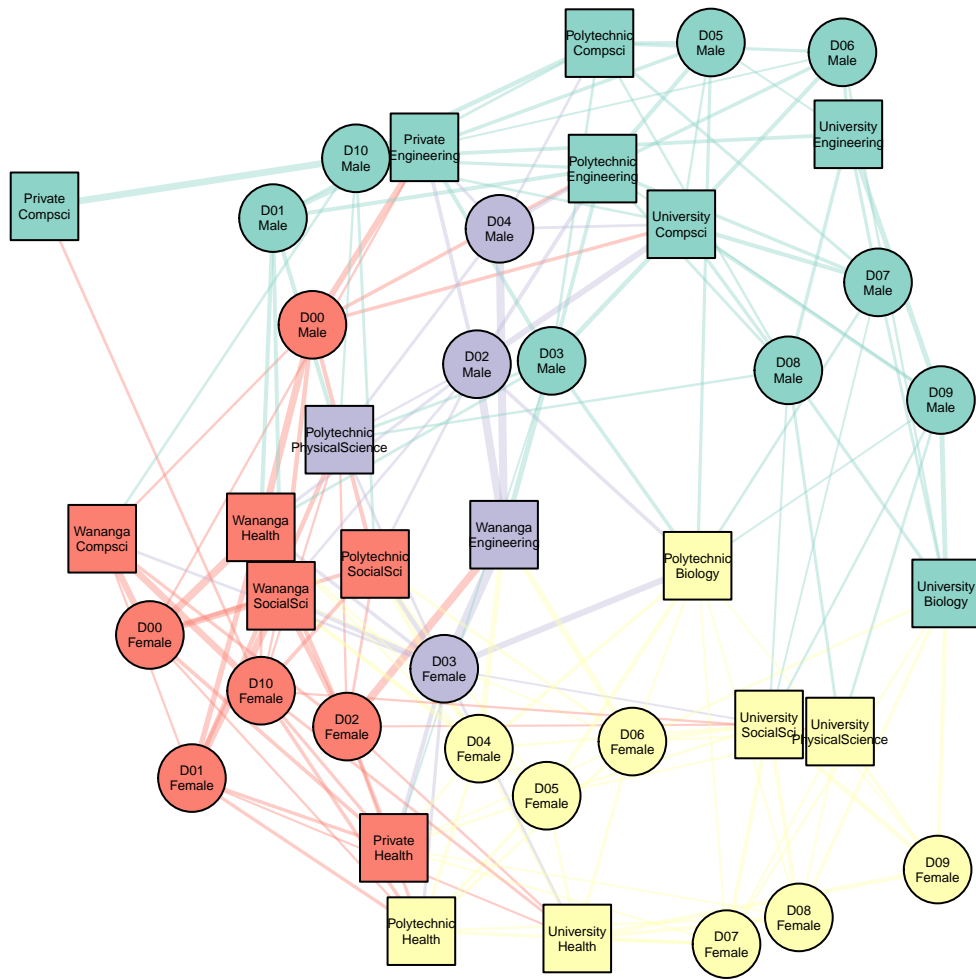 Polytechnic
Compsci
D05
Male
D06
Male
Private
Engineering
University
Engineering
D10
Male
Polytechnic
Engineering
Private
Compsci
D01
Male
D04
Male
University
Compsci
D07
Male
D00
Male
D02
Male
D03
Male
D08
Male
D09
Male
Polytechnic
PhysicalScience
Wananga
Compsci
Wananga
Health
Polytechnic
SocialSci
Wananga
Engineering
Polytechnic
Biology
Wananga
SocialSci
University
Biology
D00
Female
D10
Female
D03
Female
D02
Female
D04
Female
D06
Female
University
SocialSci
University
PhysicalScience
D01
Female
D05
Female
Private
Health
D09
Female
Polytechnic
Health
University
Health
D07
Female
D08
Female